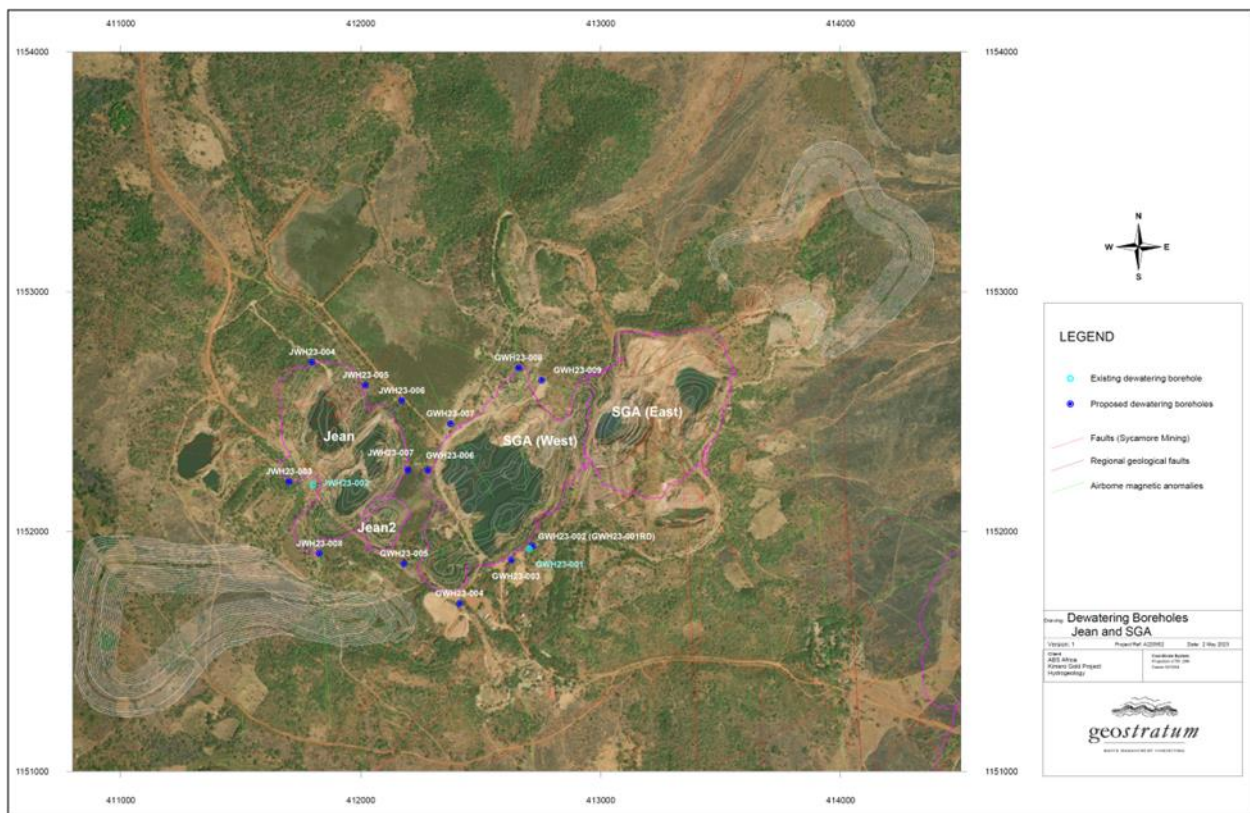 411000
412000
413000
414000
1154000
1154000
N
W
E
S
1153000
1153000
LEGEND
Existing dewatering borehole
Proposed dewatering boreholes
Faults (Sycamore Mining)
Regional geological faults
Airborne magnetic anomalies
JWH23-004
JWH23-005
JWH23-006
GWH23-008
GWH23-009
GWH23-007
SGA (East)
SGA (West)
Jean
JWH23-007
GWH23-006
JWH23-003
JWH23-002
Jean2
1152000
1152000
JWH23-008
GWH23-005
GWH23-002 (GWH23-001RD)
GWH23-003
GWH23-001
GWH23-004
Drawing: Dewatering Boreholes
Jean and SGA
Version: 1
Date: 2 May 2023
Client
ABS Africa
Kiniero Gold Project
Hydrogeology
Coordinate System
geostratum
1151000
1151000
411000
412000
413000
414000